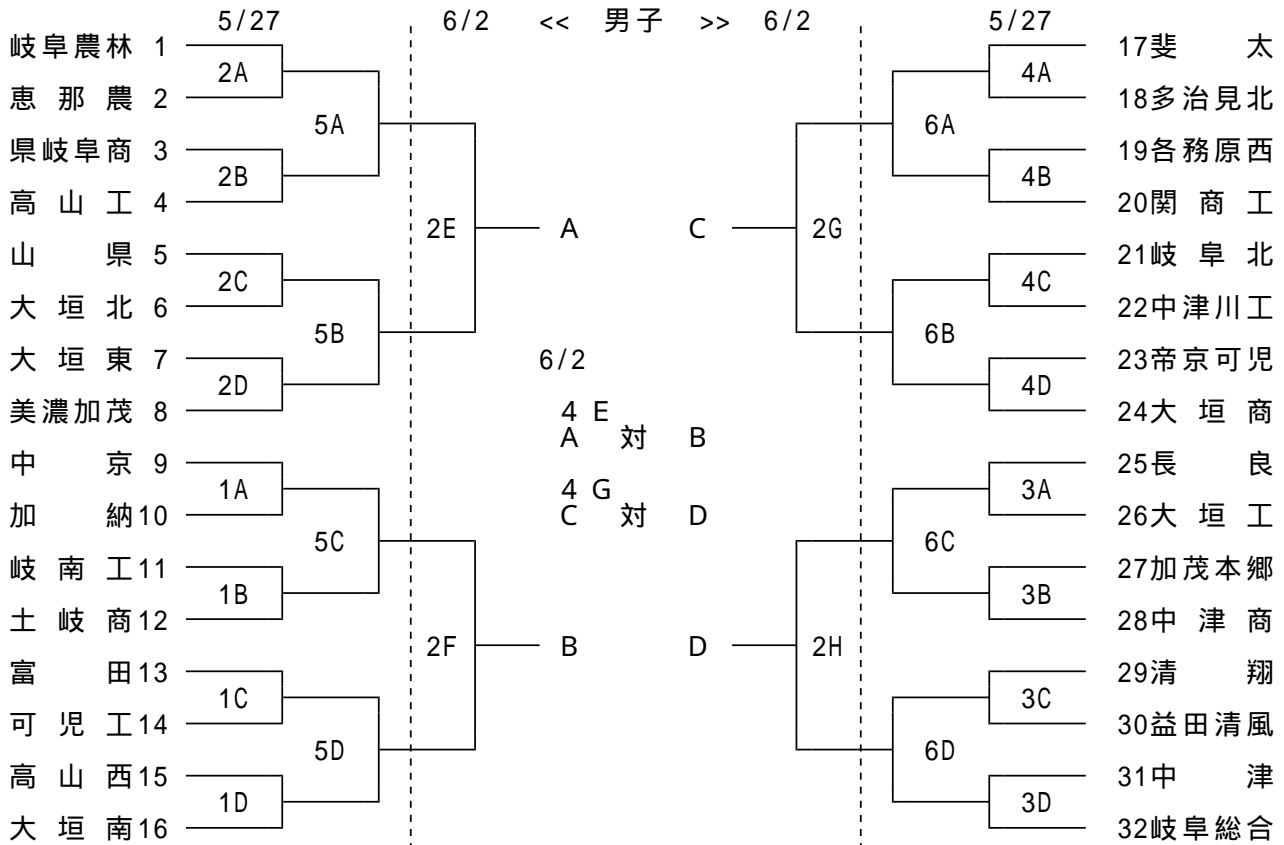 5/27 6/2 << 男子 >> 6/2 5/27
岐阜農林 1 17斐太
2A 4A
恵那農 2 18多治見北
5A 6A
県岐阜商 3 19各務原西
2B 4B
高山工 4 20関商工
2E A C 2G
山県 5 21岐阜北
2C 4C
大垣北 6 22中津川工
5B 6B
大垣東 7 6/2 23帝京可児
2D 4D
美濃加茂 8 4 E 24大垣商
A 対 B
中京 9 25長良
1A 4 G 3A
加納10 C 対 D 26大垣工
5C 6C
岐南工11 27加茂本郷
1B 3B
土岐商12 28中津商
2F B D 2H
富田13 29清翔
1C 3C
可児工14 30益田清風
5D 6D
高山西15 31中津
1D 3D
大垣南16 32岐阜総合